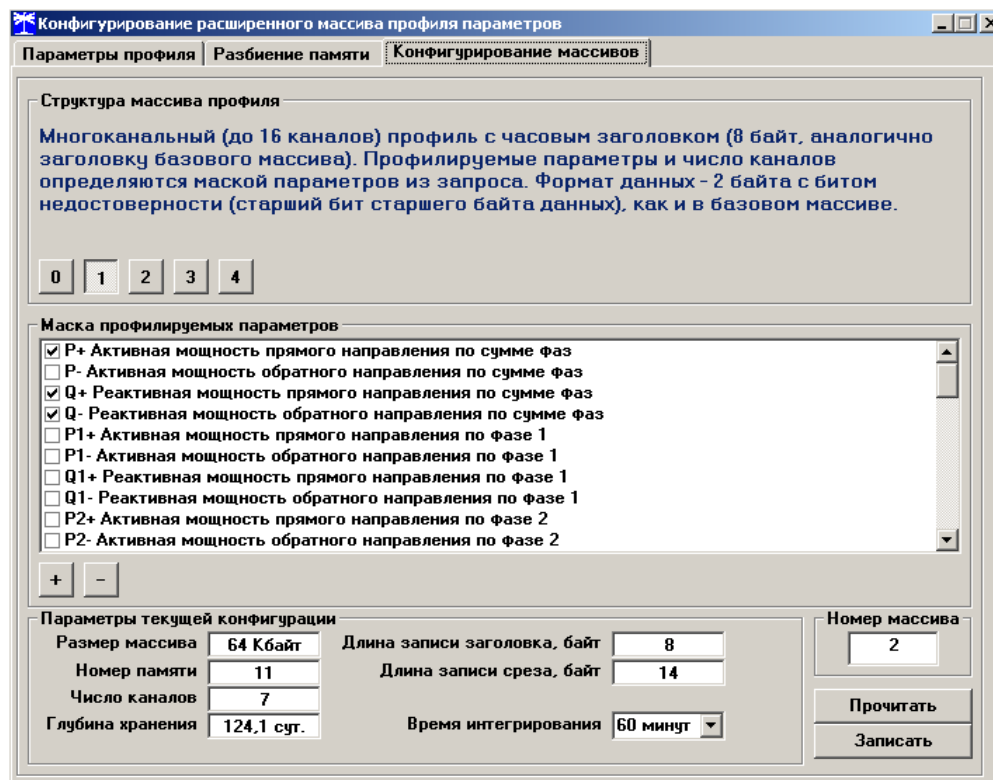 Конфигурирование расширенного массива профиля параметров
Параметры профиля Разбиение памяти Конфигурирование массивов
Структура массива профиля
Многоканальный (до 16 каналов) профиль с часовым заголовком (8 байт, аналогично
заголовку базового массива). Профилируемые параметры и число каналов
определяются маской параметров из запроса. Формат данных - 2 байта с битом
недостоверности (старший бит старшего байта данных), как и в базовом массиве.
0 1 2 3 4
Маска профилируемых параметров
P+ Активная мощность прямого направления по сумме фаз
P- Активная мощность обратного направления по сумме фаз
Q+ Реактивная мощность прямого направления по сумме фаз
Q- Реактивная мощность обратного направления по сумме фаз
P1+ Активная мощность прямого направления по фазе 1
P1- Активная мощность обратного направления по фазе 1
Q1+ Реактивная мощность прямого направления по фазе 1
Q1- Реактивная мощность обратного направления по фазе 1
P2+ Активная мощность прямого направления по фазе 2
P2- Активная мощность обратного направления по фазе 2
+ -
Параметры текущей конфигурации
Размер массива 64 Кбайт Длина записи заголовка, байт 8
Номер памяти 11 Длина записи среза, байт 14
Число каналов 7
Глубина хранения 124,1 сут. Время интегрирования 60 минут
Номер массива
2
Прочитать
Записать